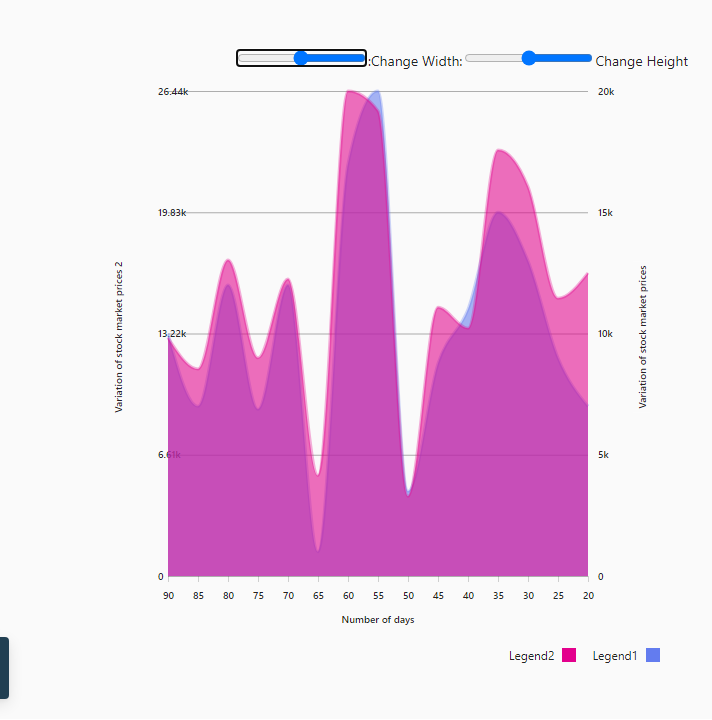 :Change Width:
Change Height
26.44k
20k
19.83k
15k
13.22k
10k
6.61k
5k
0
0
Variation of stock market prices 2
Variation of stock market prices
90 85 80 75 70 65 60 55 50 45 40 35 30 25 20
Number of days
Legend2
Legend1